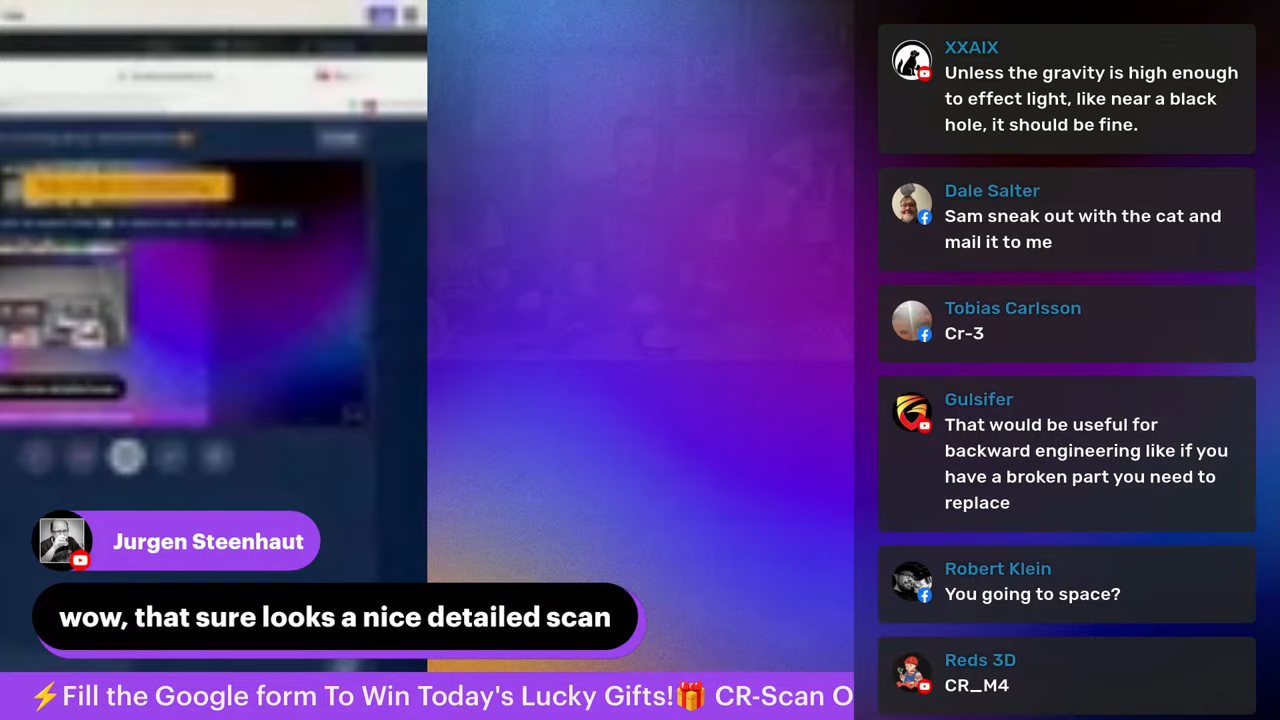 XXAIX
Unless the gravity is high enough
to effect light, like near a black
hole, it should be fine.
Dale Salter
Sam sneak out with the cat and
mail it to me
Tobias Carlsson
Cr-3
Gulsifer
That would be useful for
backward engineering like if you
have a broken part you need to
replace
Robert Klein
You going to space?
Reds 3D
CR_M4
Jurgen Steenhaut
wow, that sure looks a nice detailed scan
⚡Fill the Google form To Win Today's Lucky Gifts!🎁 CR-Scan O